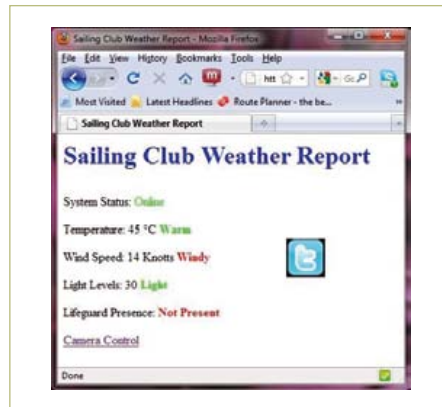 Sailing Club Weather Report - Mozilla Firefox
File Edit View History Bookmarks Tools Help
htt
Most Visited Latest Headlines Route Planner - the be...
Sailing Club Weather Report
Sailing Club Weather Report
System Status: Online
Temperature: 45 °C Warm
Wind Speed: 14 Knotts Windy
Light Levels: 30 Light
Lifeguard Presence: Not Present
Camera Control
Done